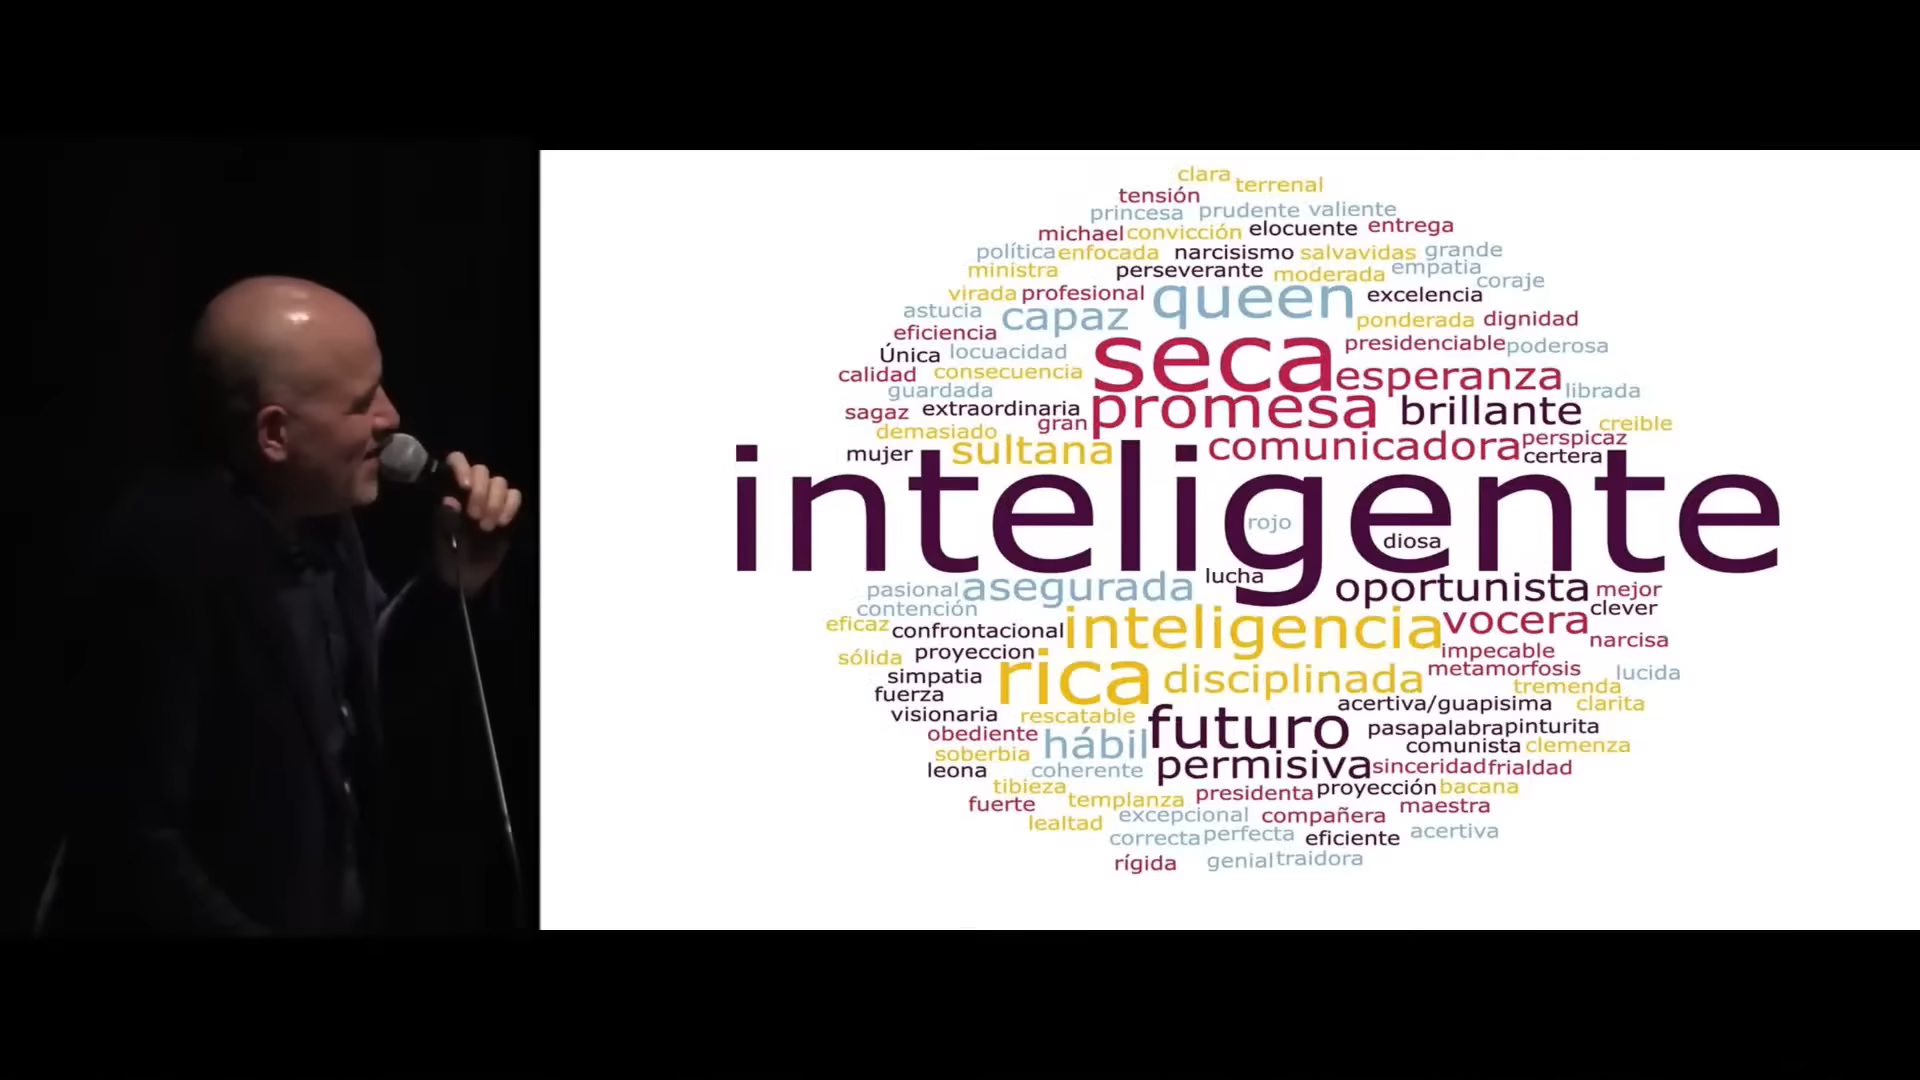 clara
terrenal
tensión
princesa prudente valiente
michael convicción elocuente entrega
política enfocada narcisismo salvavidas grande
ministra perseverante moderada empatia
coraje
virada profesional queen excelencia
astucia capaz ponderada dignidad
eficiencia seca presidenciable poderosa
Única locuacidad
calidad consecuencia esperanza
guardada librada
sagaz extraordinaria promesa brillante
gran creible
demasiado perspicaz
mujer sultana comunicadora certera
inteligente
rojo
diosa
lucha
pasional asegurada oportunista mejor
contención clever
eficaz confrontacional inteligencia vocera
narcisa
sólida proyeccion impecable
metamorfosis
simpatia rica disciplinada lucida
fuerza tremenda
acertiva/guapisima clarita
visionaria rescatable futuro pasapalabra pinturita
obediente hábil comunista clemenza
soberbia
leona coherente permisiva sinceridad frialdad
tibieza presidenta proyección bacana
fuerte templanza maestra
lealtad excepcional compañera
correcta perfecta eficiente acertiva
rígida genial traidora